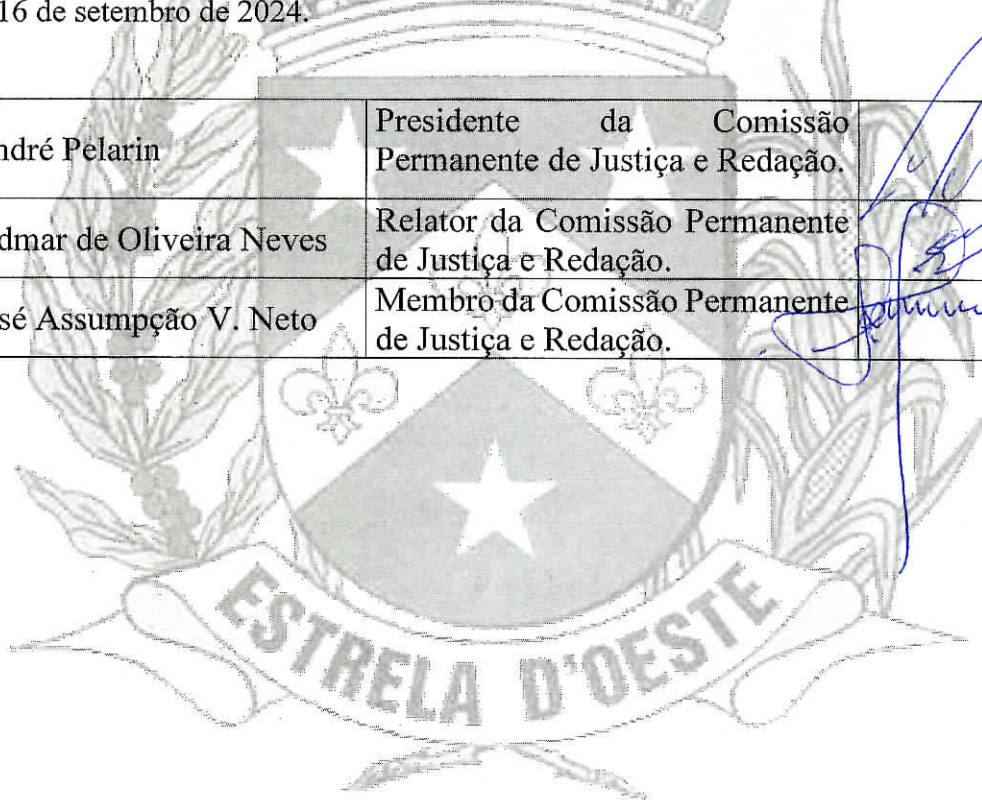 16 de setembro de 2024.
ndré Pelarin
Presidente da Comissão
Permanente de Justiça e Redação.
dmar de Oliveira Neves
Relator da Comissão Permanente
de Justiça e Redação.
sé Assumpção V. Neto
Membro da Comissão Permanente
de Justiça e Redação.
ESTRELA D'OESTE